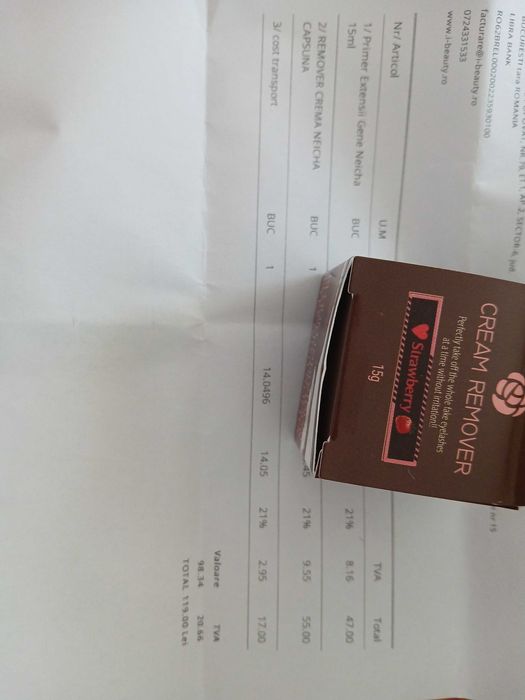 BUCURESTI tara ROMANIA
LIBRA BANK
RO62BREL0002002235930100
facturare@i-beauty.ro
0724331533
www.i-beauty.ro
Nr/ Articol U.M TVA Total
1/ Primer Extensii Gene Neicha BUC 21% 8.16 47.00
15ml
2/ REMOVER CREMA NEICHA BUC 1 45 21% 9.55 55.00
CAPSUNA
3/ cost transport BUC 1 14.0496 14.05 21% 2.95 17.00
Valoare TVA
98.34 20.66
TOTAL 119.00 Lei
CREAM REMOVER
Perfectly take off the whole fake eyelashes
at a time without irritation!!
Strawberry
15g